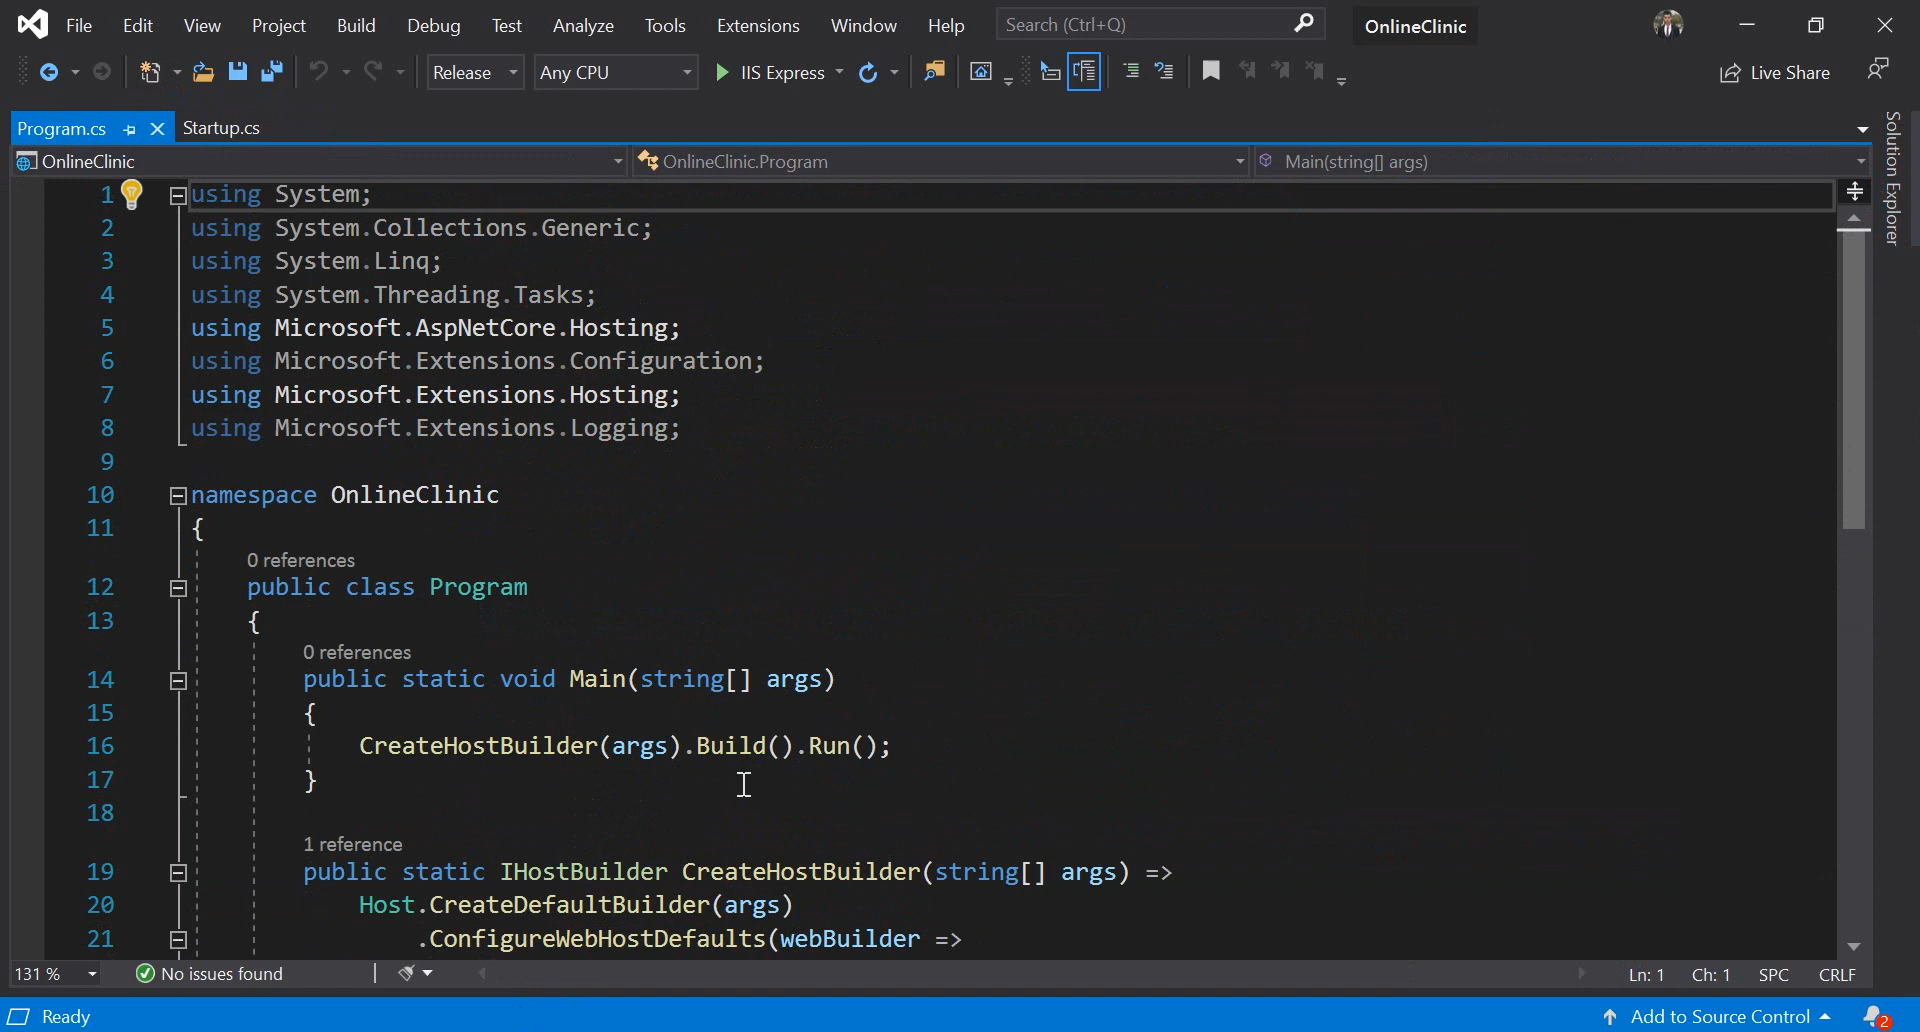 File Edit View Project Build Debug Test Analyze Tools Extensions Window Help Search (Ctrl+Q) OnlineClinic
Release Any CPU IIS Express Live Share
Program.cs Startup.cs
OnlineClinic OnlineClinic.Program Main(string[] args)
Solution Explorer
1 using System;
2 using System.Collections.Generic;
3 using System.Linq;
4 using System.Threading.Tasks;
5 using Microsoft.AspNetCore.Hosting;
6 using Microsoft.Extensions.Configuration;
7 using Microsoft.Extensions.Hosting;
8 using Microsoft.Extensions.Logging;
9
10 namespace OnlineClinic
11 {
0 references
12 public class Program
13 {
0 references
14 public static void Main(string[] args)
15 {
16 CreateHostBuilder(args).Build().Run();
17 }
18
1 reference
19 public static IHostBuilder CreateHostBuilder(string[] args) =>
20 Host.CreateDefaultBuilder(args)
21 .ConfigureWebHostDefaults(webBuilder =>
131 % No issues found Ln: 1 Ch: 1 SPC CRLF
Ready Add to Source Control 2